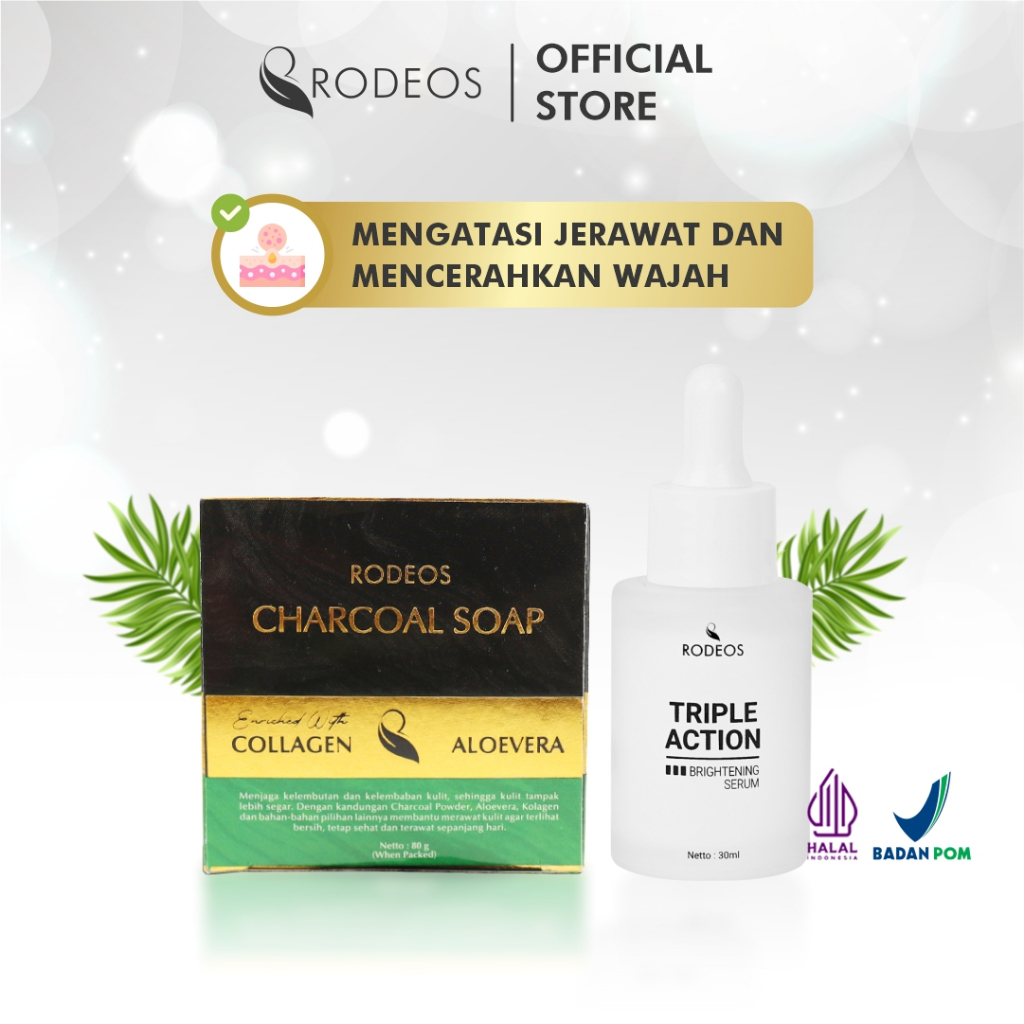 RODEOS
OFFICIAL
STORE
MENGATASI JERAWAT DAN
MENCERAHKAN WAJAH
RODEOS
CHARCOAL SOAP
Enriched With
COLLAGEN
ALOEVERA
Menjaga kelembutan dan kelembaban kulit, sehingga kulit tampak
lebih segar. Dengan kandungan Charcoal Powder, Aloevera, Kolagen
dan bahan-bahan pilihan lainnya membantu merawat kulit agar terlihat
bersih, tetap sehat dan terawat sepanjang hari.
Netto : 80 g
(When Packed)
RODEOS
TRIPLE
ACTION
BRIGHTENING
SERUM
Netto : 30ml
HALAL
INDONESIA
BADAN POM